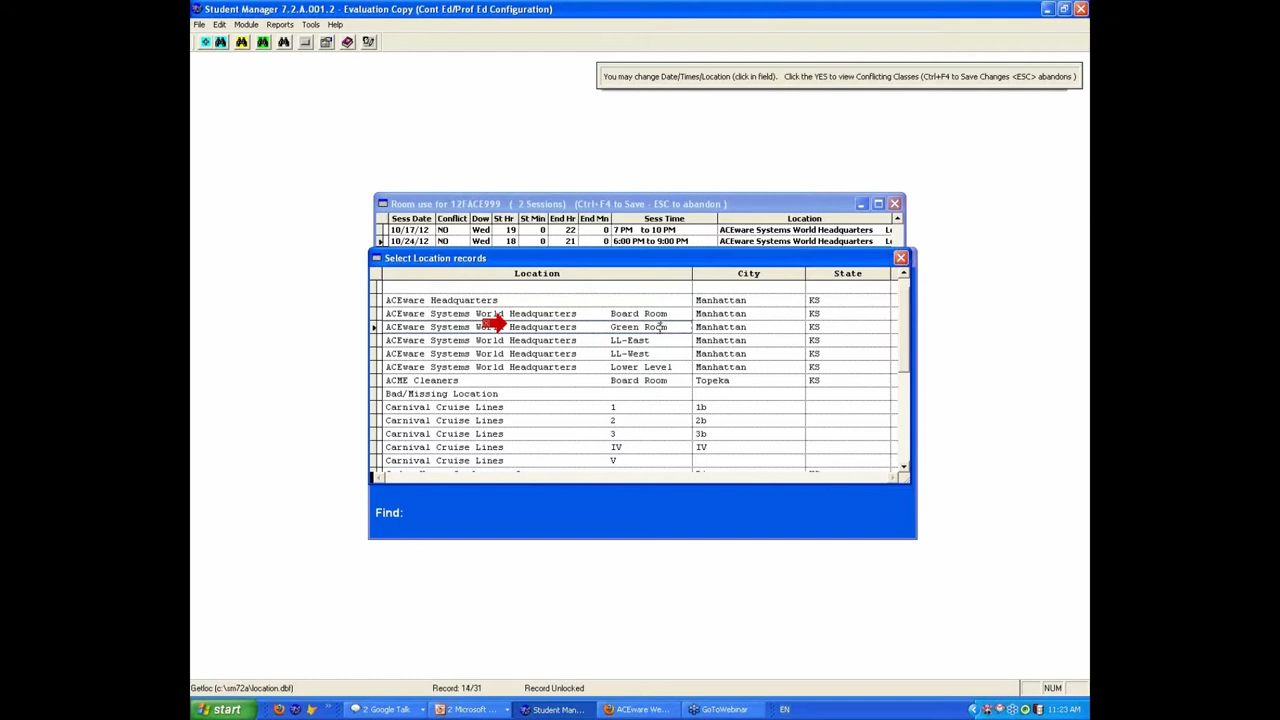 Student Manager 7.2.A.001.2 - Evaluation Copy (Cont Ed/Prof Ed Configuration)
File Edit Module Reports Tools Help
You may change Date/Times/Location (click in field). Click the YES to view Conflicting Classes (Ctrl+F4 to Save Changes <ESC> abandons )
Room use for 12FACE999 ( 2 Sessions) (Ctrl+F4 to Save - ESC to abandon )
Sess Date Conflict Dow St Hr St Min End Hr End Mn Sess Time Location
10/17/12 NO Wed 19 0 22 0 7 PM to 10 PM ACEware Systems World Headquarters
10/24/12 NO Wed 18 0 21 0 6:00 PM to 9:00 PM ACEware Systems World Headquarters
Select Location records
Location City State
ACEware Headquarters Manhattan KS
ACEware Systems World Headquarters Board Room Manhattan KS
ACEware Systems Headquarters Green Room Manhattan KS
ACEware Systems World Headquarters LL-East Manhattan KS
ACEware Systems World Headquarters LL-West Manhattan KS
ACEware Systems World Headquarters Lower Level Manhattan KS
ACME Cleaners Board Room Topeka KS
Bad/Missing Location
Carnival Cruise Lines 1 1b
Carnival Cruise Lines 2 2b
Carnival Cruise Lines 3 3b
Carnival Cruise Lines IV IV
Carnival Cruise Lines V
Find:
Getloc (c:\sm72a\location.dbf) Record: 14/31 Record Unlocked NUM
start 2 Google Talk 2 Microsoft ... Student Man... ACEware We... GoToWebinar EN 11:23 AM